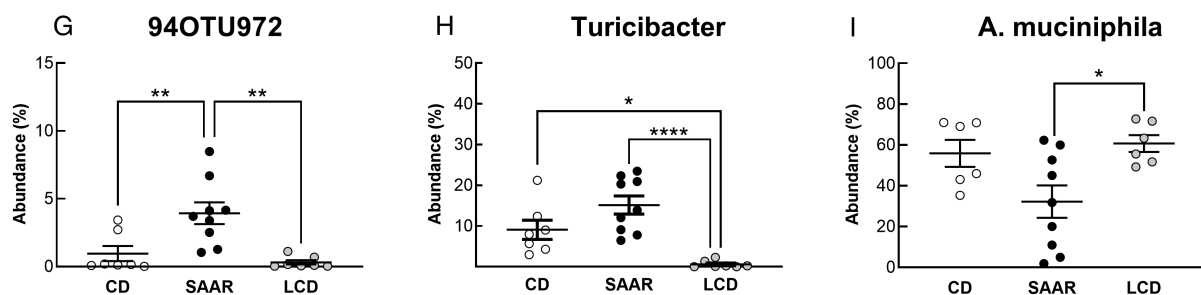 G 94OTU972
15
10
5
0
Abundance (%)
** **
CD SAAR LCD
H Turicibacter
50
40
30
20
10
Abundance (%)
*
****
CD SAAR LCD
I A. muciniphila
100
80
60
40
20
0
Abundance (%)
*
CD SAAR LCD